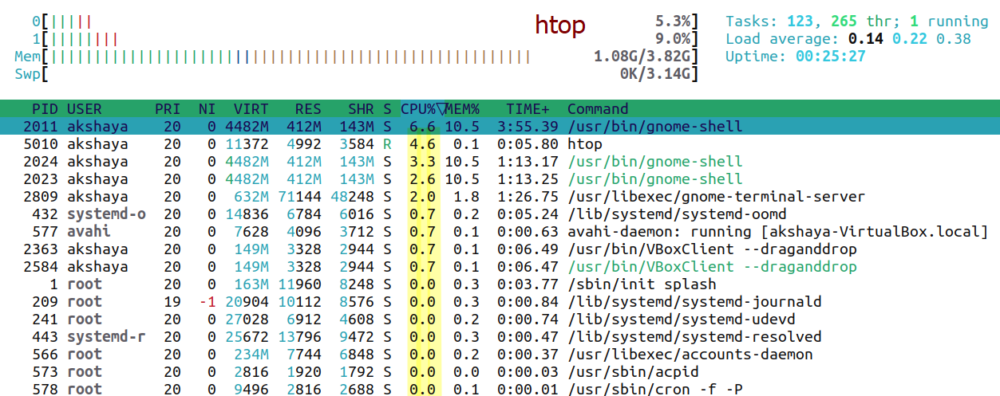 0[||||| 5.3%]
1[|||||||| 9.0%]
Mem[||||||||||||||||||||||||||||||||||||||||||||||||||||| 1.08G/3.82G]
Swp[ 0K/3.14G]
htop
Tasks: 123, 265 thr; 1 running
Load average: 0.14 0.22 0.38
Uptime: 00:25:27
PID USER PRI NI VIRT RES SHR S CPU%▽MEM% TIME+ Command
2011 akshaya 20 0 4482M 412M 143M S 6.6 10.5 3:55.39 /usr/bin/gnome-shell
5010 akshaya 20 0 11372 4992 3584 R 4.6 0.1 0:05.80 htop
2024 akshaya 20 0 4482M 412M 143M S 3.3 10.5 1:13.17 /usr/bin/gnome-shell
2023 akshaya 20 0 4482M 412M 143M S 2.6 10.5 1:13.25 /usr/bin/gnome-shell
2809 akshaya 20 0 632M 71144 48248 S 2.0 1.8 1:26.75 /usr/libexec/gnome-terminal-server
432 systemd-o 20 0 14836 6784 6016 S 0.7 0.2 0:05.24 /lib/systemd/systemd-oomd
577 avahi 20 0 7628 4096 3712 S 0.7 0.1 0:00.63 avahi-daemon: running [akshaya-VirtualBox.local]
2363 akshaya 20 0 149M 3328 2944 S 0.7 0.1 0:06.49 /usr/bin/VBoxClient --draganddrop
2584 akshaya 20 0 149M 3328 2944 S 0.7 0.1 0:06.47 /usr/bin/VBoxClient --draganddrop
1 root 20 0 163M 11960 8248 S 0.0 0.3 0:03.77 /sbin/init splash
209 root 19 -1 20904 10112 8576 S 0.0 0.3 0:00.84 /lib/systemd/systemd-journald
241 root 20 0 27028 6912 4608 S 0.0 0.2 0:00.74 /lib/systemd/systemd-udevd
443 systemd-r 20 0 25672 13796 9472 S 0.0 0.3 0:00.47 /lib/systemd/systemd-resolved
566 root 20 0 234M 7744 6848 S 0.0 0.2 0:00.37 /usr/libexec/accounts-daemon
573 root 20 0 2816 1920 1792 S 0.0 0.0 0:00.03 /usr/sbin/acpid
578 root 20 0 9496 2816 2688 S 0.0 0.1 0:00.01 /usr/sbin/cron -f -P